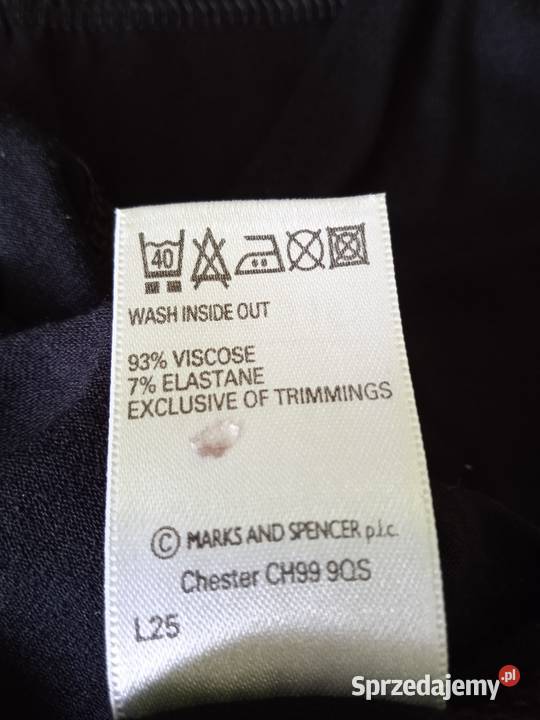 40
WASH INSIDE OUT
93% VISCOSE
7% ELASTANE
EXCLUSIVE OF TRIMMINGS
© MARKS AND SPENCER p.l.c.
Chester CH99 9QS
L25
Sprzedajemy.pl